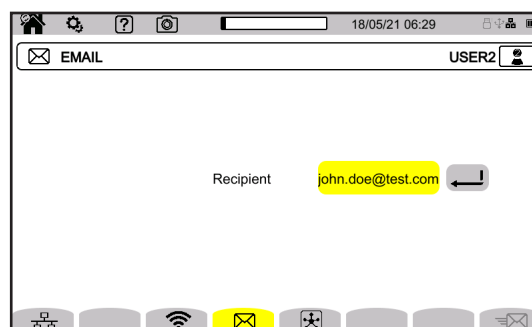 18/05/21 06:29
EMAIL
USER2
Recipient
john.doe@test.com